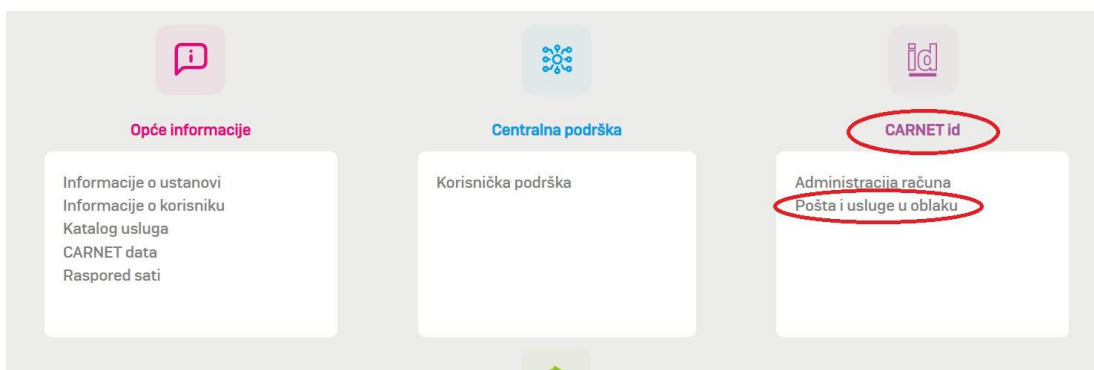 id
Opće informacije
Centralna podrška
CARNET id
Informacije o ustanovi
Informacije o korisniku
Katalog usluga
CARNET data
Raspored sati
Korisnička podrška
Administracija računa
Pošta i usluge u oblaku